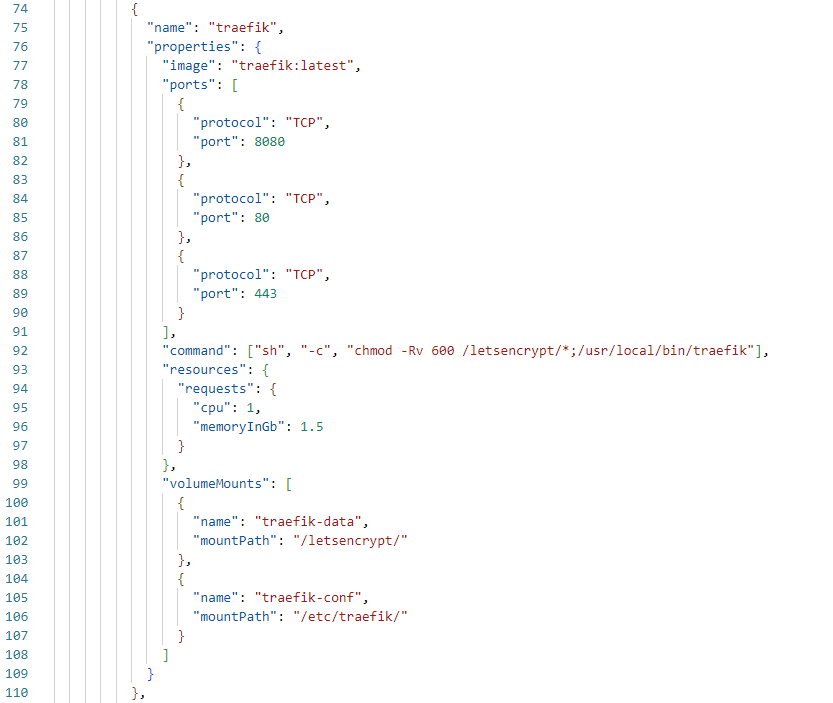 74 {
75 "name": "traefik",
76 "properties": {
77 "image": "traefik:latest",
78 "ports": [
79 {
80 "protocol": "TCP",
81 "port": 8080
82 },
83 {
84 "protocol": "TCP",
85 "port": 80
86 },
87 {
88 "protocol": "TCP",
89 "port": 443
90 }
91 ],
92 "command": ["sh", "-c", "chmod -Rv 600 /letsencrypt/*;/usr/local/bin/traefik"],
93 "resources": {
94 "requests": {
95 "cpu": 1,
96 "memoryInGb": 1.5
97 }
98 },
99 "volumeMounts": [
100 {
101 "name": "traefik-data",
102 "mountPath": "/letsencrypt/"
103 },
104 {
105 "name": "traefik-conf",
106 "mountPath": "/etc/traefik/"
107 }
108 ]
109 }
110 },